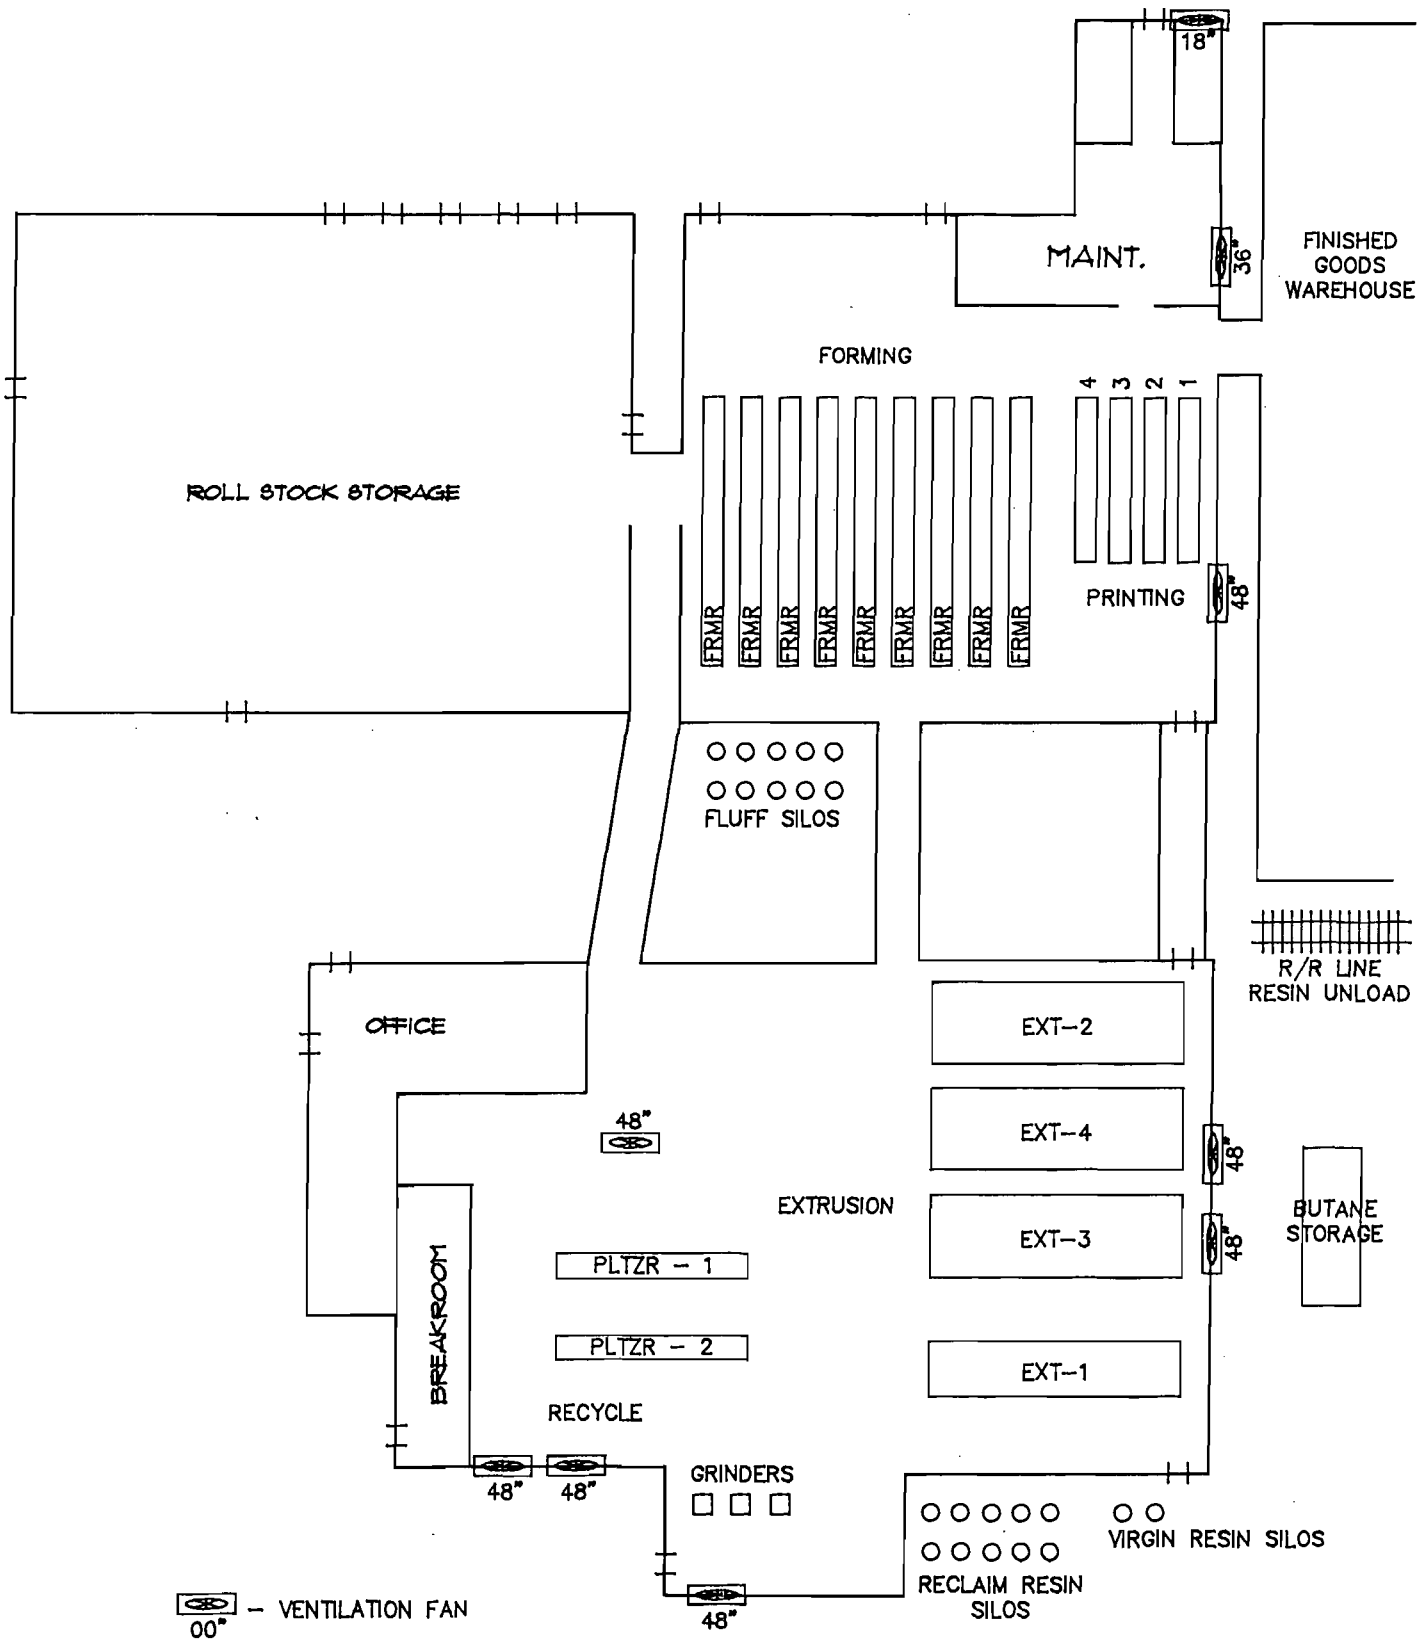 18"
MAINT.
36"
FINISHED
GOODS
WAREHOUSE
FORMING
4
3
2
1
ROLL STOCK STORAGE
FRMR
FRMR
FRMR
FRMR
FRMR
FRMR
FRMR
FRMR
FRMR
PRINTING
48"
FLUFF SILOS
R/R LINE
RESIN UNLOAD
OFFICE
EXT-2
48"
EXT-4
48"
EXTRUSION
BUTANE
STORAGE
EXT-3
48"
PLTZR - 1
BREAKROOM
PLTZR - 2
EXT-1
RECYCLE
GRINDERS
48"
48"
VIRGIN RESIN SILOS
RECLAIM RESIN
SILOS
48"
00" - VENTILATION FAN